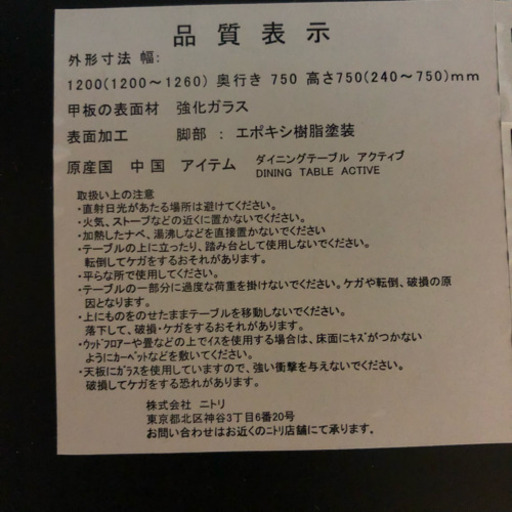 品質表示
外形寸法 幅:
1200(1200～1260) 奥行き 750 高さ750(240～750)mm
甲板の表面材 強化ガラス
表面加工 脚部 : エポキシ樹脂塗装
原産国 中国 アイテム ダイニングテーブル アクティブ
DINING TABLE ACTIVE
取扱い上の注意
・直射日光があたる場所は避けてください。
・火気、ストーブなどの近くに置かないでください。
・加熱したナベ、湯沸しなどを直接置かないでください
・テーブルの上に立ったり、踏み台として使用しないでください。
転倒してケガをするおそれがあります。
・平らな所で使用してください。
・テーブルの一部分に過度な荷重を掛けないでください。ケガや転倒、破損の原
因となります。
・上にものをのせたままテーブルを移動しないでください。
落下して、破損・ケガをするおそれがあります。
・ウッドフロアーや畳などの上でイスを使用する場合は、床面にキズがつかない
ようにカーペットなどを敷いてください。
・天板にガラスを使用していますので、強い衝撃を与えないでください。
破損してケガをする恐れがあります。
株式会社 ニトリ
東京都北区神谷3丁目6番20号
お問い合わせはお近くのニトリ店舗にて承ります。